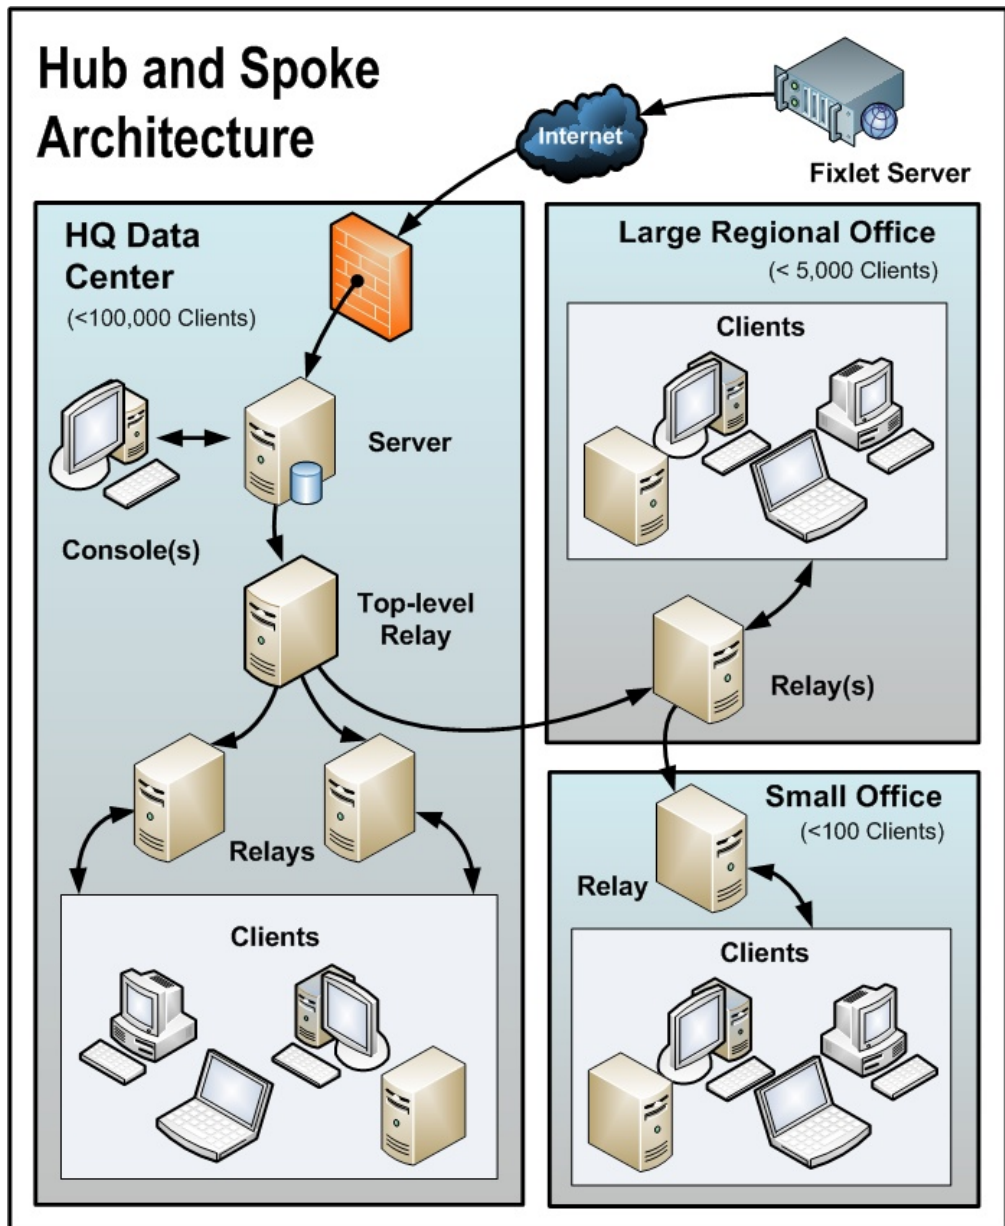 Hub and Spoke
Architecture
Internet
Fixlet Server
HQ Data
Center
(<100,000 Clients)
Server
Console(s)
Top-level
Relay
Relays
Clients
Large Regional Office
(< 5,000 Clients)
Clients
Relay(s)
Small Office
(<100 Clients)
Relay
Clients